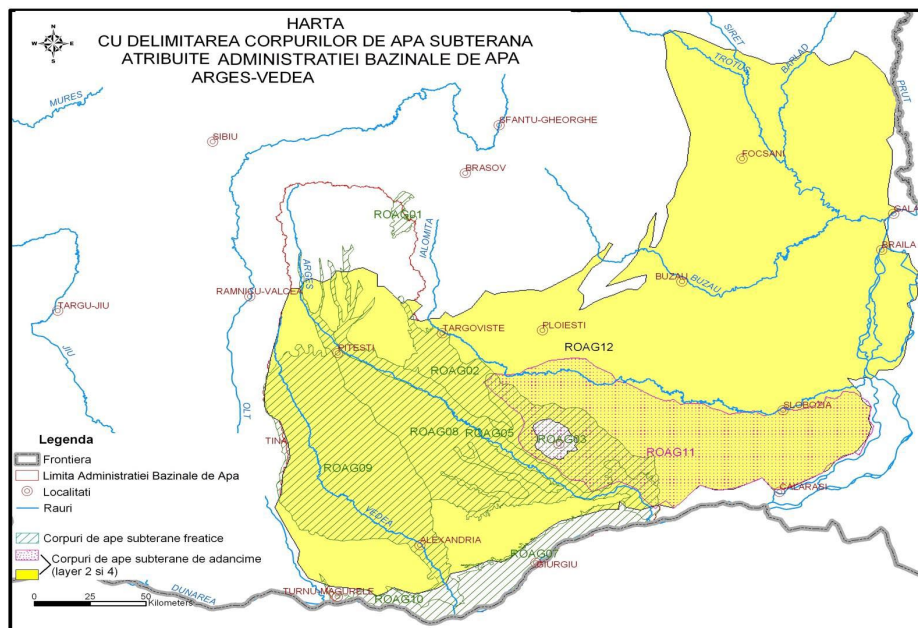 HARTA
CU DELIMITAREA CORPURILOR DE APA SUBTERANA
ATRIBUITE ADMINISTRATIEI BAZINALE DE APA
ARGES-VEDEA
N
W E
S
SIRET
TROTUS
BARLAD
PRUT
MURES
SFANTU-GHEORGHE
SIBIU
BRASOV
FOCSANI
ROAG01
GALA
IALOMITA
BRAILA
ARGES
BUZAU
BUZAU
RAMNICU-VALCEA
TARGU-JIU
TARGOVISTE
PLOIESTI
ROAG12
PITESTI
JIU
ROAG02
OLT
SLOBOZIA
ROAG08
ROAG05
ROAG03
TINA
ROAG11
ROAG09
CALARASI
VEDEA
ALEXANDRIA
ROAG07
GIURGIU
DUNAREA
TURNU-MAGURELE
ROAG10
Legenda
Frontiera
Limita Administratiei Bazinale de Apa
Localitati
Rauri
Corpuri de ape subterane freatice
Corpuri de ape subterane de adancime
(layer 2 si 4)
0 25 50
Kilometers